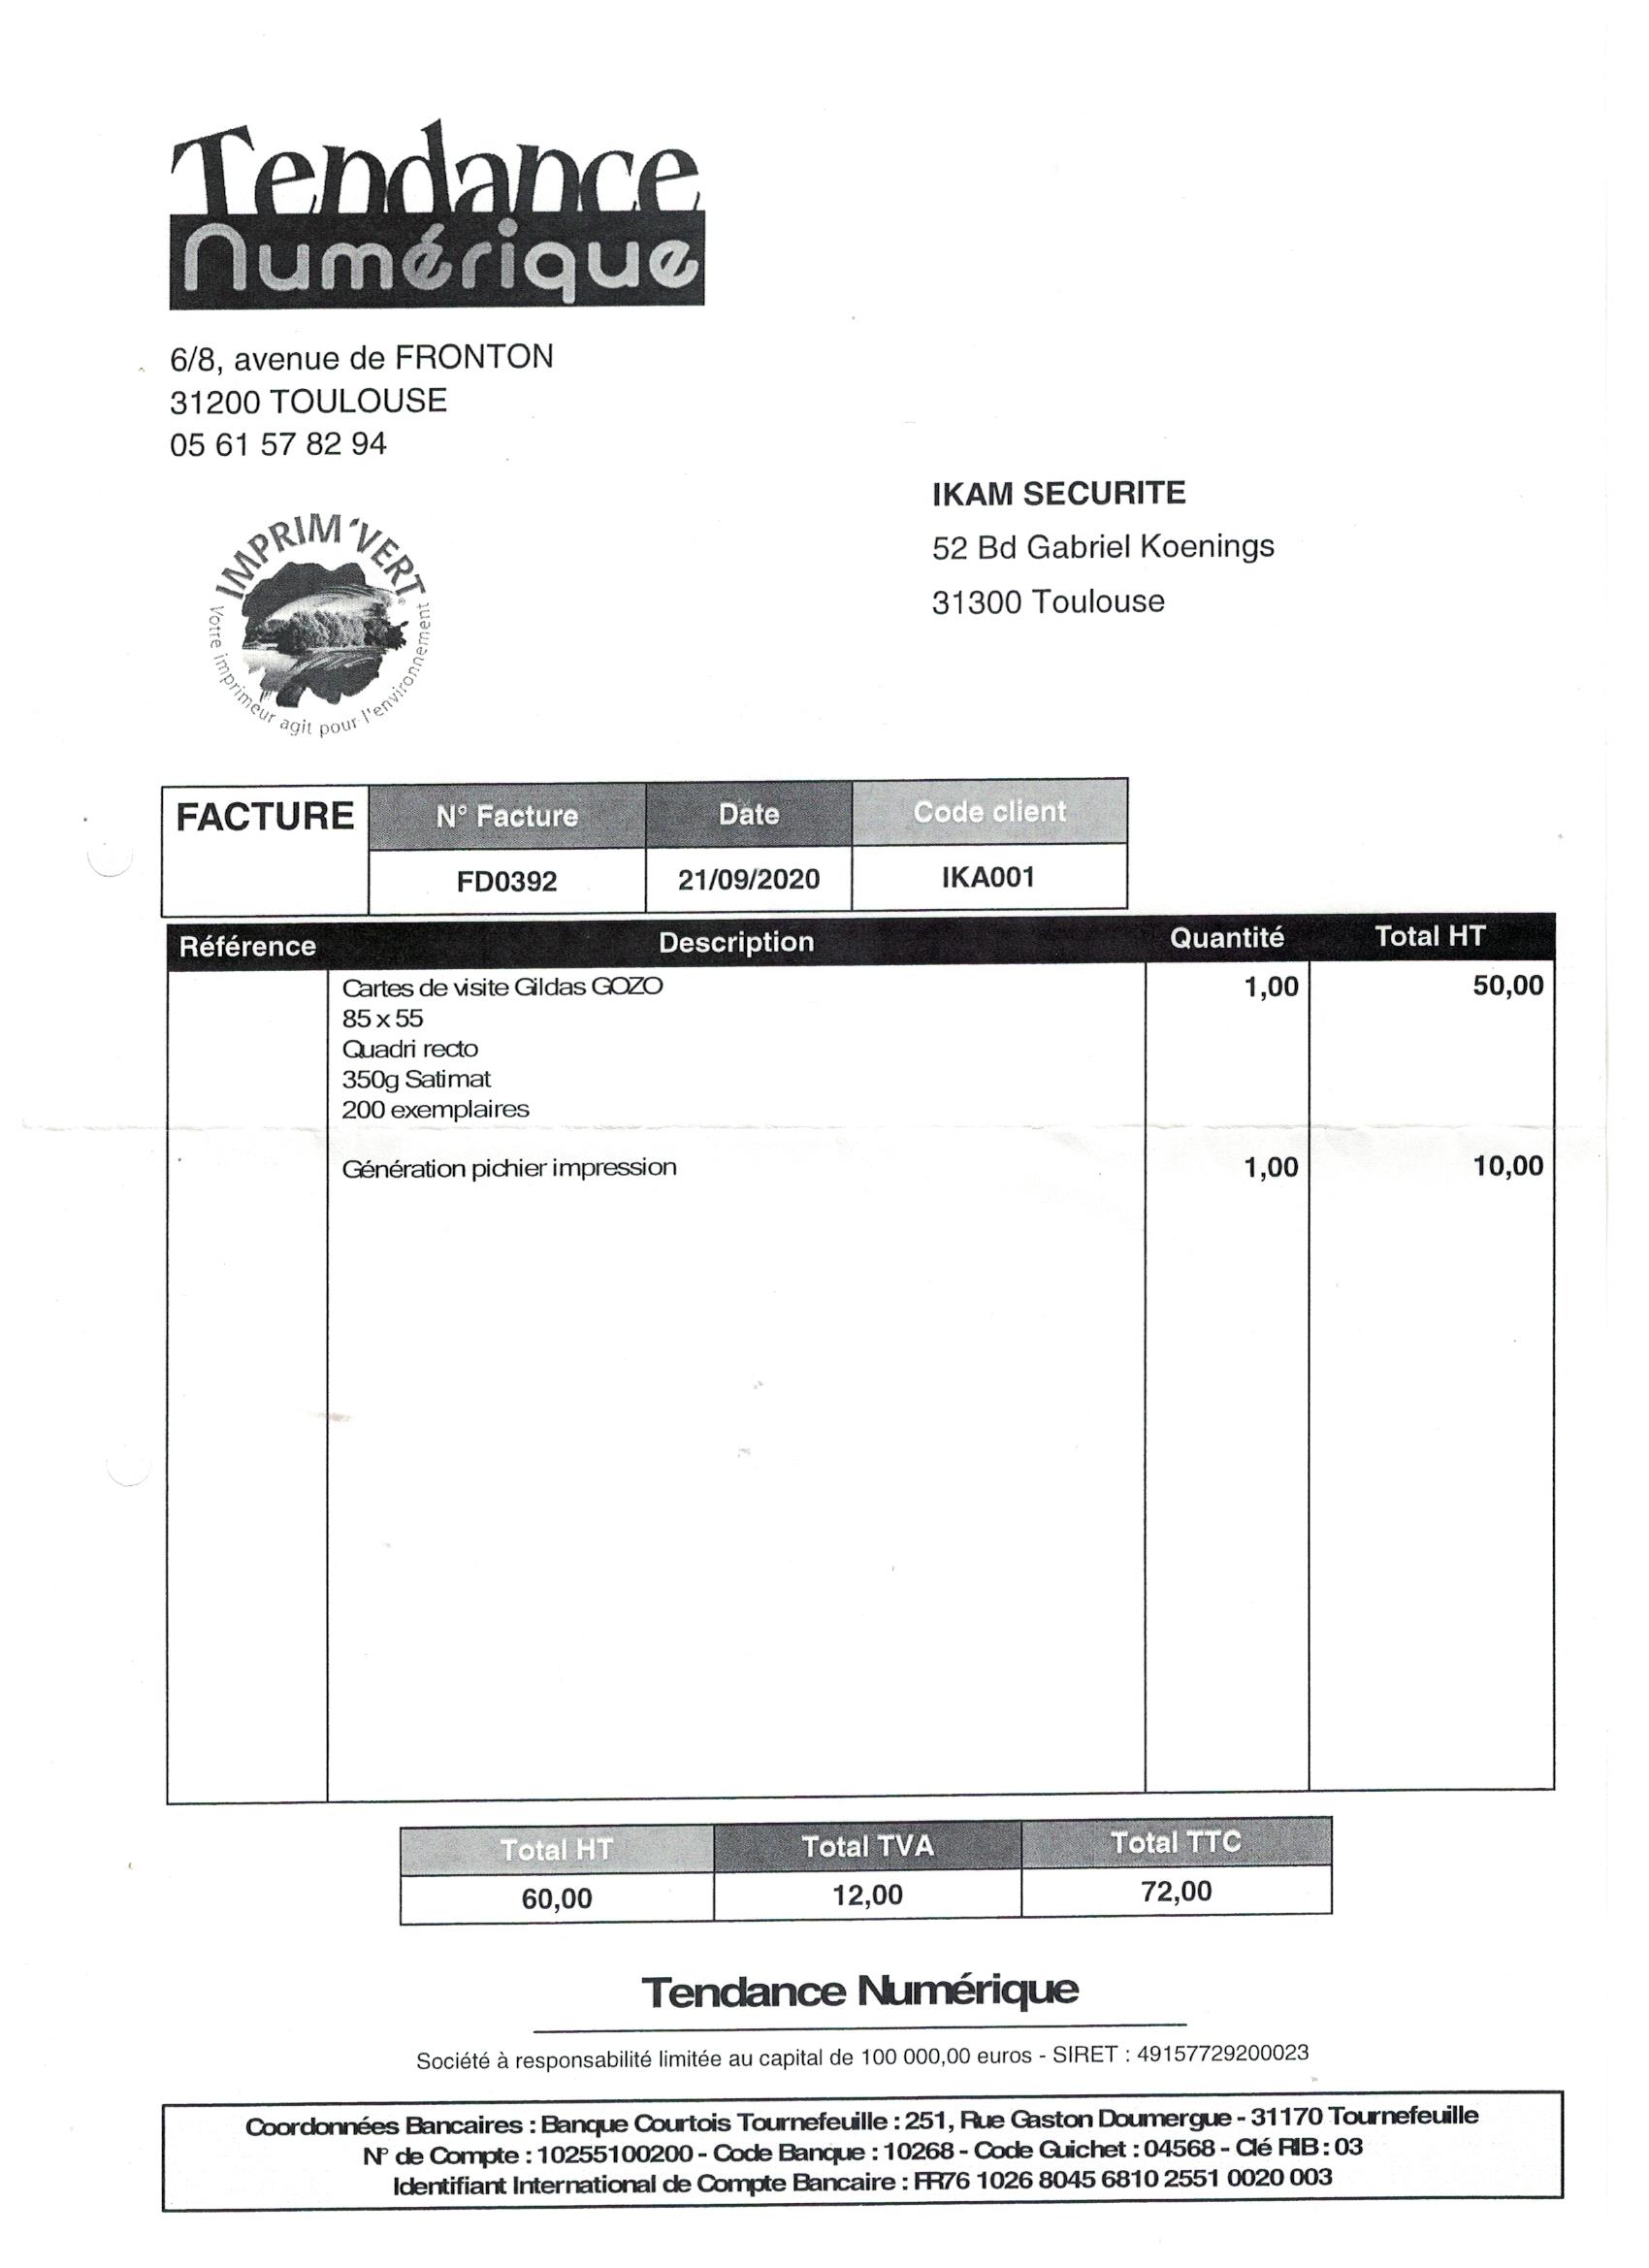 Tendance
Numérique
6/8, avenue de FRONTON
31200 TOULOUSE
05 61 57 82 94
IKAM SECURITE
52 Bd Gabriel Koenings
31300 Toulouse
IMPRIM'VERT
Votre imprimeur agit pour l'environnement
FACTURE N° Facture Date Code client
FD0392 21/09/2020 IKA001
Référence Description Quantité Total HT
Cartes de visite Gildas GOZO 1,00 50,00
85 x 55
Quadri recto
350g Satimat
200 exemplaires
Génération pichier impression 1,00 10,00
Total HT Total TVA Total TTC
60,00 12,00 72,00
Tendance Numérique
Société à responsabilité limitée au capital de 100 000,00 euros - SIRET : 49157729200023
Coordonnées Bancaires : Banque Courtois Tournefeuille : 251, Rue Gaston Doumergue - 31170 Tournefeuille
N° de Compte : 10255100200 - Code Banque : 10268 - Code Guichet : 04568 - Clé RIB : 03
Identifiant International de Compte Bancaire : FR76 1026 8045 6810 2551 0020 003